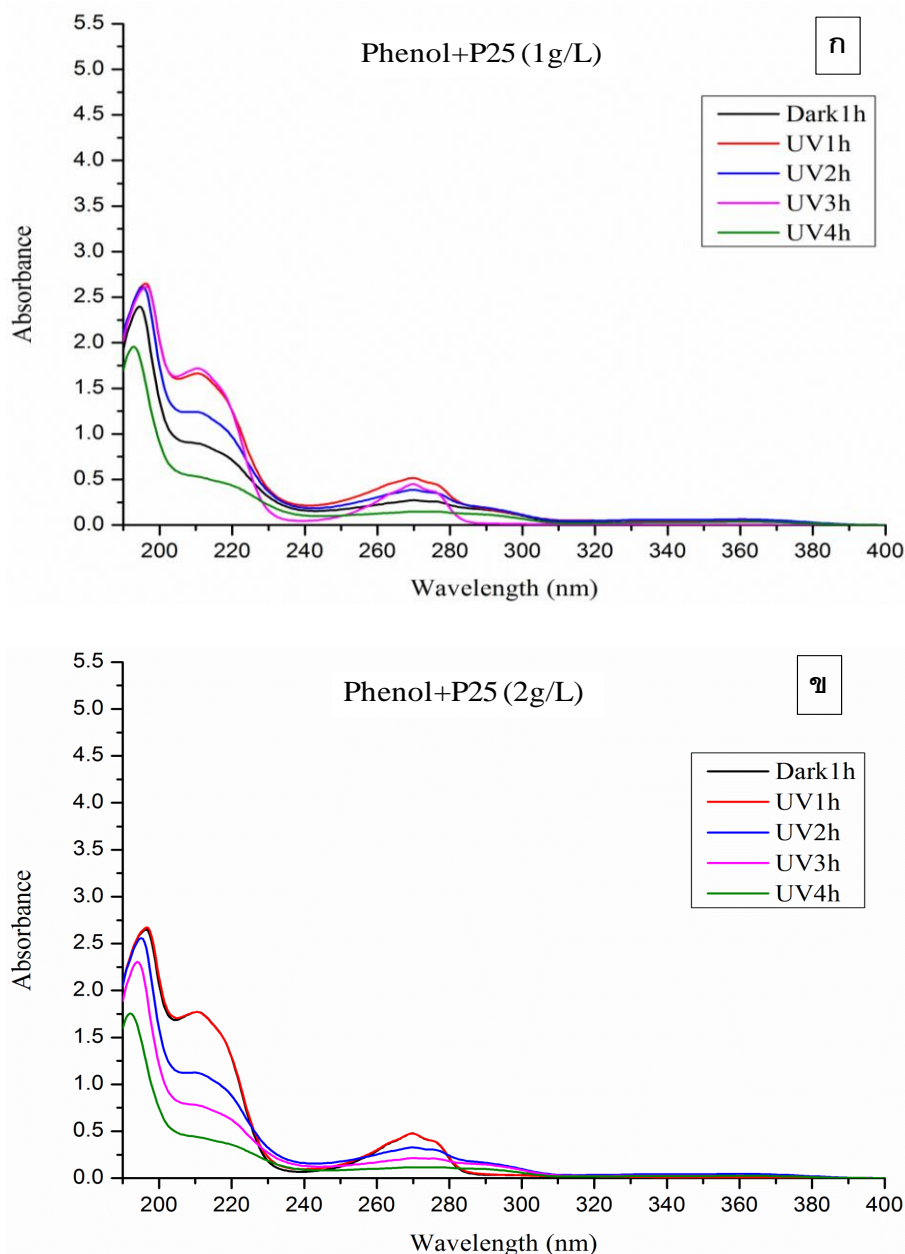 Phenol+P25 (1g/L)
ก
Dark1h
UV1h
UV2h
UV3h
UV4h
5.5
5.0
4.5
4.0
3.5
3.0
2.5
2.0
1.5
1.0
0.5
0.0
Absorbance
200 220 240 260 280 300 320 340 360 380 400
Wavelength (nm)
Phenol+P25 (2g/L)
ข
Dark1h
UV1h
UV2h
UV3h
UV4h
5.5
5.0
4.5
4.0
3.5
3.0
2.5
2.0
1.5
1.0
0.5
0.0
Absorbance
200 220 240 260 280 300 320 340 360 380 400
Wavelength (nm)